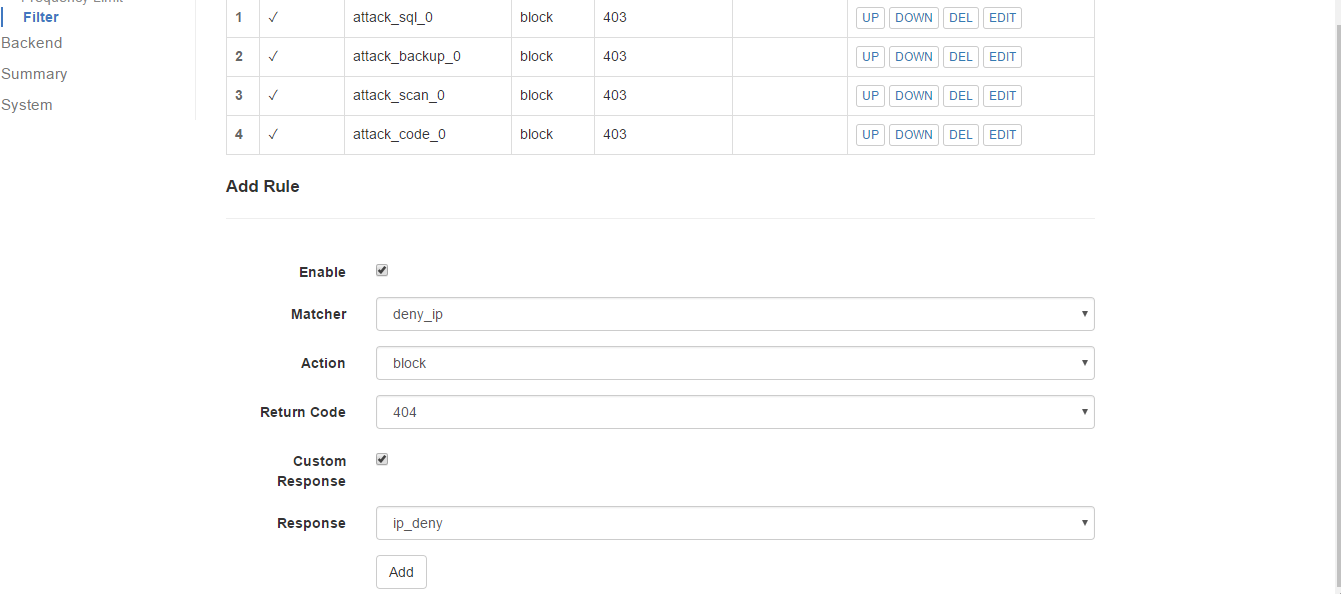 Frequency Limit
Filter
Backend
Summary
System
1 ✓ attack_sql_0 block 403 UP DOWN DEL EDIT
2 ✓ attack_backup_0 block 403 UP DOWN DEL EDIT
3 ✓ attack_scan_0 block 403 UP DOWN DEL EDIT
4 ✓ attack_code_0 block 403 UP DOWN DEL EDIT
Add Rule
Enable
Matcher deny_ip
Action block
Return Code 404
Custom
Response
Response ip_deny
Add